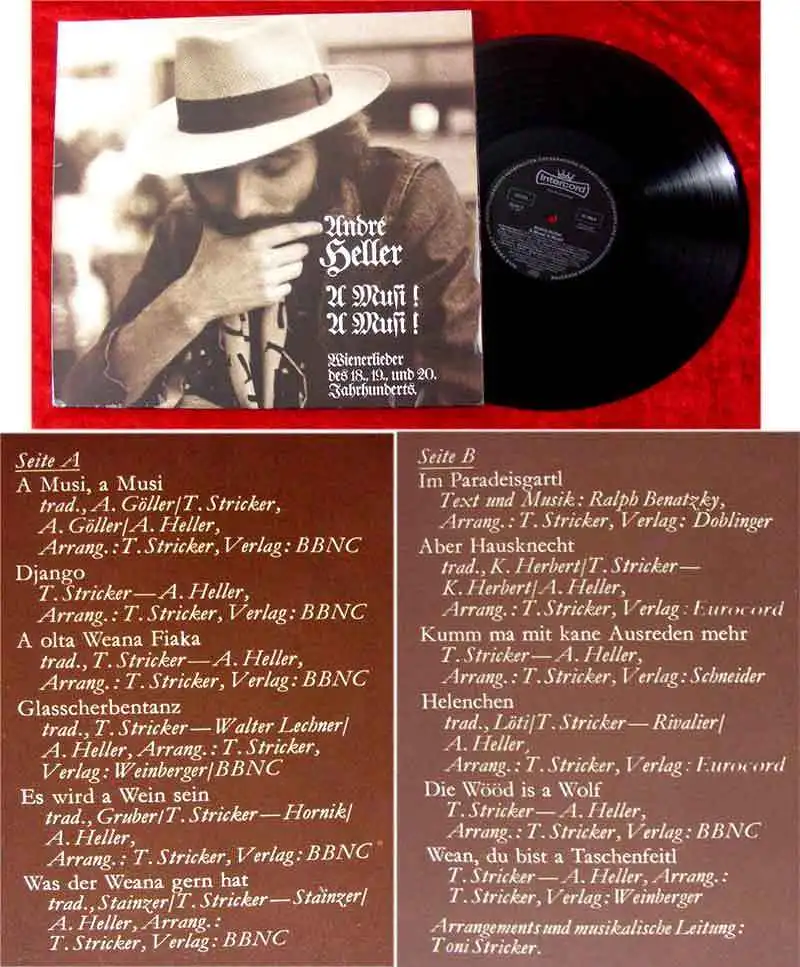 André
Heller
A Musi!
A Musi!
Wienerlieder
des 18., 19., und 20.
Jahrhunderts.
Intercord
Seite A
A Musi, a Musi
trad., A. Göller/T. Stricker,
A. Göller/A. Heller,
Arrang.: T. Stricker, Verlag: BBNC
Django
T. Stricker — A. Heller,
Arrang.: T. Stricker, Verlag: BBNC
A olta Weana Fiaka
trad., T. Stricker — A. Heller,
Arrang.: T. Stricker, Verlag: BBNC
Glasscherbentanz
trad., T. Stricker — Walter Lechner/
A. Heller, Arrang.: T. Stricker,
Verlag: Weinberger/BBNC
Es wird a Wein sein
trad., Gruber/T. Stricker — Hornik/
A. Heller,
Arrang.: T. Stricker, Verlag: BBNC
Was der Weana gern hat
trad., Stainzer/T. Stricker — Stainzer/
A. Heller, Arrang.:
T. Stricker, Verlag: BBNC
Seite B
Im Paradeisgartl
Text und Musik: Ralph Benatzky,
Arrang.: T. Stricker, Verlag: Doblinger
Aber Hausknecht
trad., K. Herbert/T. Stricker —
K. Herbert/A. Heller,
Arrang.: T. Stricker, Verlag: Eurocord
Kumm ma mit kane Ausreden mehr
T. Stricker — A. Heller,
Arrang.: T. Stricker, Verlag: Schneider
Helenchen
trad., Löti/T. Stricker — Rivalier/
A. Heller,
Arrang.: T. Stricker, Verlag: Eurocord
Die Wööd is a Wolf
T. Stricker — A. Heller,
Arrang.: T. Stricker, Verlag: BBNC
Wean, du bist a Taschenfeitl
T. Stricker — A. Heller, Arrang.:
T. Stricker, Verlag: Weinberger
Arrangements und musikalische Leitung:
Toni Stricker.